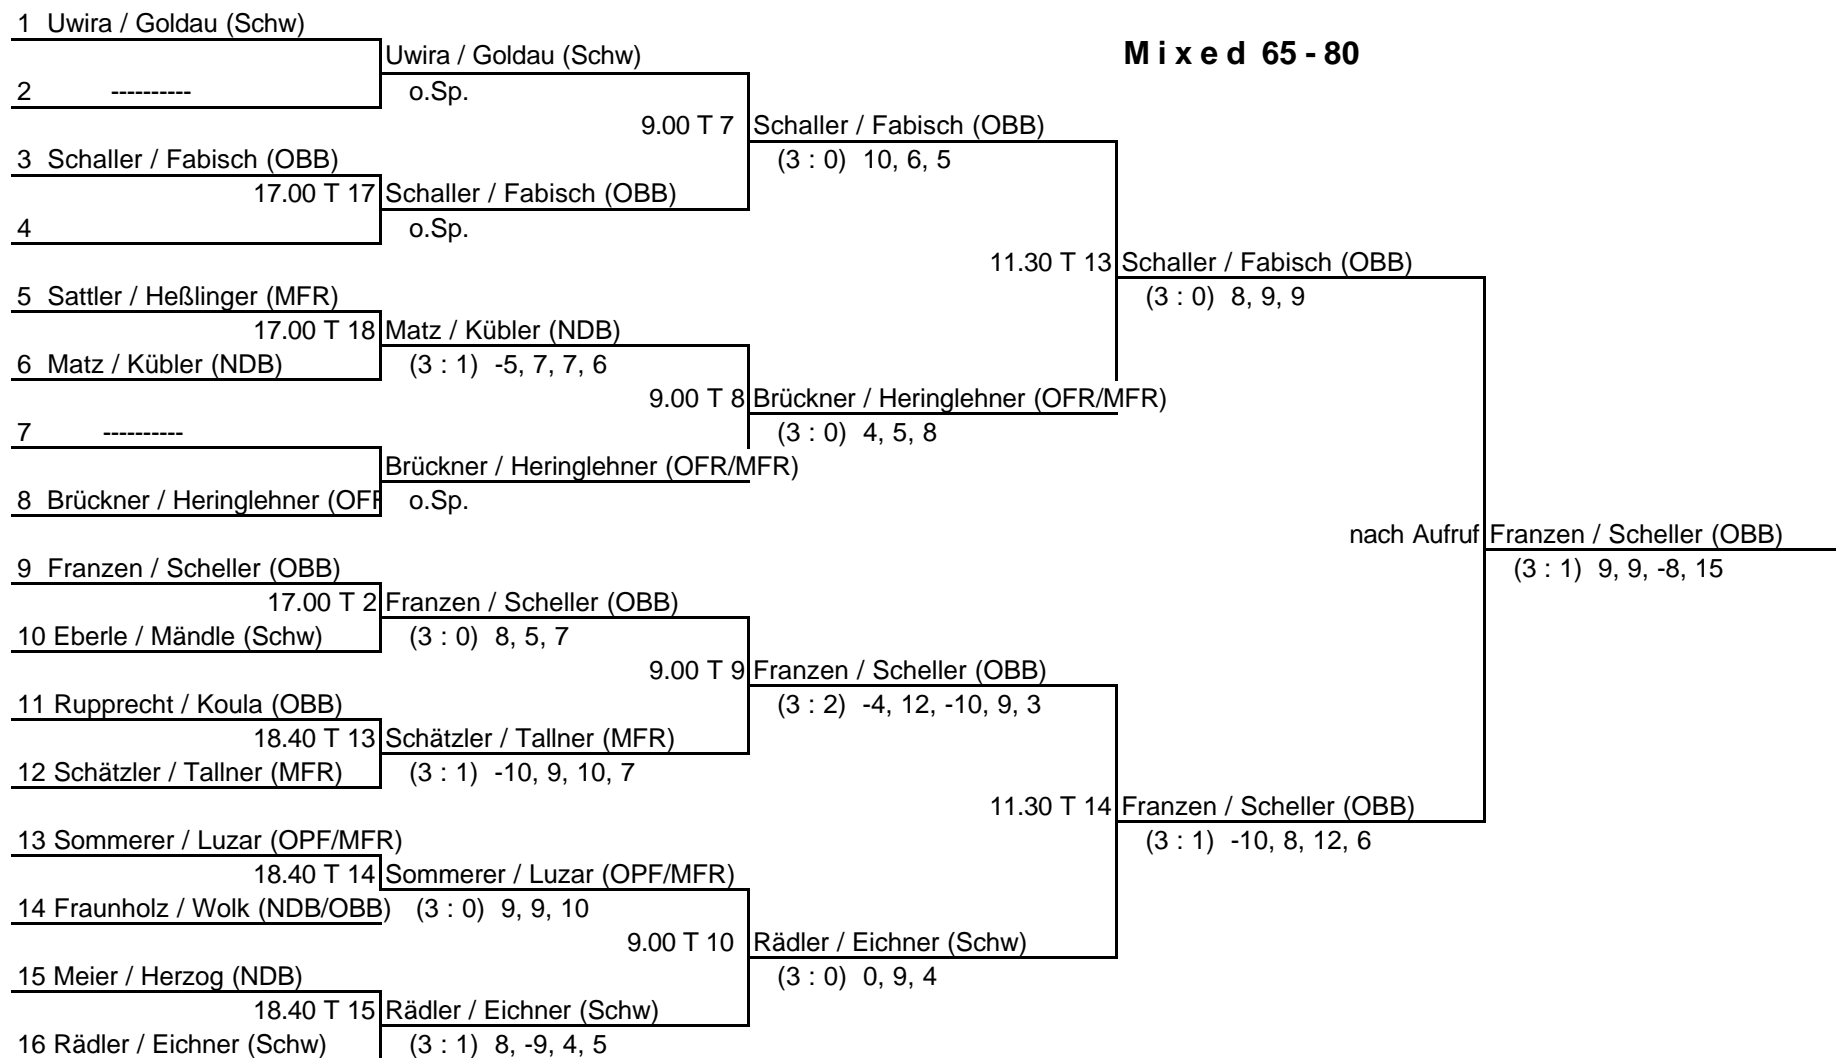 1 Uwira / Goldau (Schw)
Uwira / Goldau (Schw)
Mixed 65 - 80
2 ----------
o.Sp.
9.00 T 7 Schaller / Fabisch (OBB)
3 Schaller / Fabisch (OBB)
(3 : 0) 10, 6, 5
17.00 T 17 Schaller / Fabisch (OBB)
4
o.Sp.
11.30 T 13 Schaller / Fabisch (OBB)
5 Sattler / Heßlinger (MFR)
(3 : 0) 8, 9, 9
17.00 T 18 Matz / Kübler (NDB)
6 Matz / Kübler (NDB)
(3 : 1) -5, 7, 7, 6
9.00 T 8 Brückner / Heringlehner (OFR/MFR)
7 ----------
(3 : 0) 4, 5, 8
Brückner / Heringlehner (OFR/MFR)
8 Brückner / Heringlehner (OFR
o.Sp.
nach Aufruf Franzen / Scheller (OBB)
9 Franzen / Scheller (OBB)
(3 : 1) 9, 9, -8, 15
17.00 T 2 Franzen / Scheller (OBB)
10 Eberle / Mändle (Schw)
(3 : 0) 8, 5, 7
9.00 T 9 Franzen / Scheller (OBB)
11 Rupprecht / Koula (OBB)
(3 : 2) -4, 12, -10, 9, 3
18.40 T 13 Schätzler / Tallner (MFR)
12 Schätzler / Tallner (MFR)
(3 : 1) -10, 9, 10, 7
11.30 T 14 Franzen / Scheller (OBB)
13 Sommerer / Luzar (OPF/MFR)
(3 : 1) -10, 8, 12, 6
18.40 T 14 Sommerer / Luzar (OPF/MFR)
14 Fraunholz / Wolk (NDB/OBB)
(3 : 0) 9, 9, 10
9.00 T 10 Rädler / Eichner (Schw)
15 Meier / Herzog (NDB)
(3 : 0) 0, 9, 4
18.40 T 15 Rädler / Eichner (Schw)
16 Rädler / Eichner (Schw)
(3 : 1) 8, -9, 4, 5